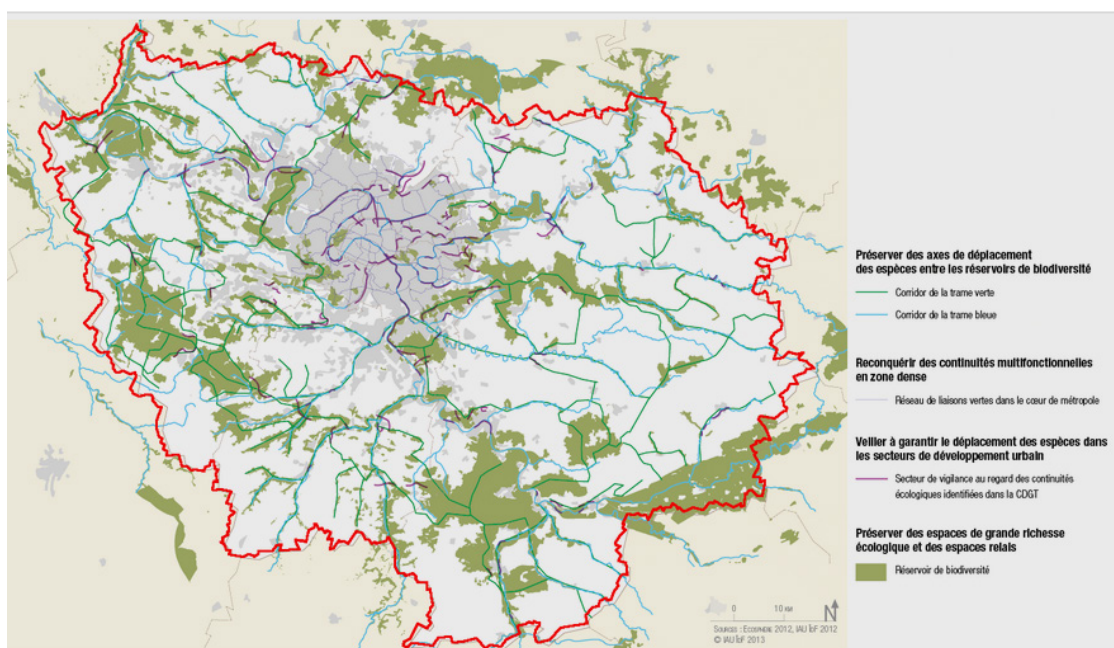 Préserver des axes de déplacement
des espèces entre les réservoirs de biodiversité
Corridor de la trame verte
Corridor de la trame bleue
Reconquérir des continuités multifonctionnelles
en zone dense
Réseau de liaisons vertes dans le cœur de métropole
Veiller à garantir le déplacement des espèces dans
les secteurs de développement urbain
Secteur de vigilance au regard des continuités
écologiques identifiées dans la CDGT
Préserver des espaces de grande richesse
écologique et des espaces relais
Réservoir de biodiversité
0 10 KM N
SOURCES : ECOSPHÈRE 2012, IAU ÎDF 2012
© IAU ÎDF 2013